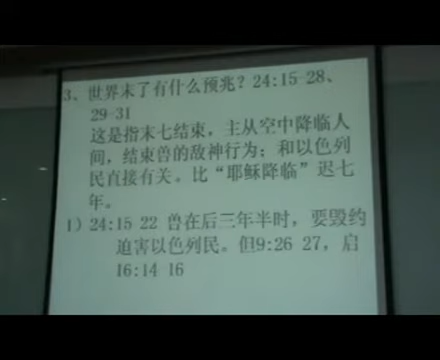 3、世界末了有什么预兆？24:15-28、
29-31
这是指末七结束，主从空中降临人
间，结束兽的敌神行为；和以色列
民直接有关。比“耶稣降临”迟七
年。
1）24:15 22 兽在后三年半时，要毁约
迫害以色列民。但9:26 27，启
16:14 16